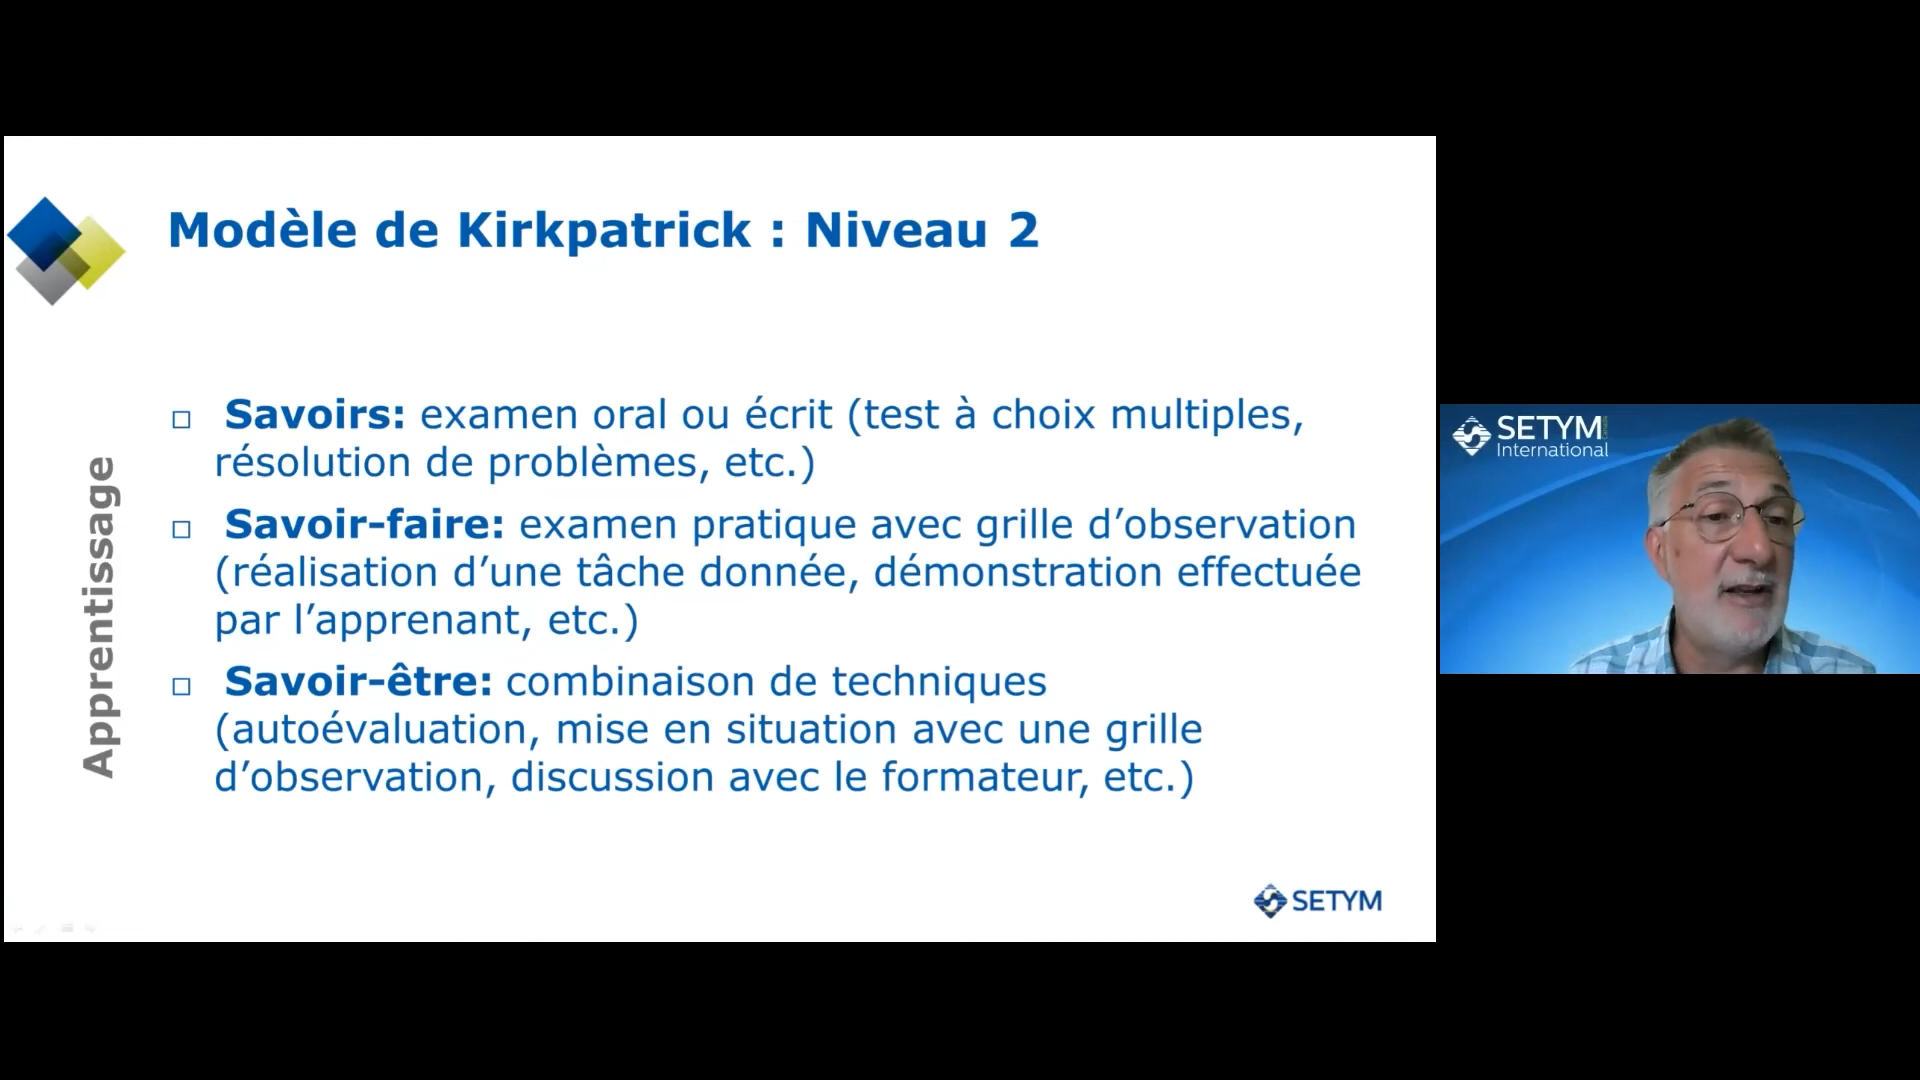 Modèle de Kirkpatrick : Niveau 2
Apprentissage
Savoirs: examen oral ou écrit (test à choix multiples,
résolution de problèmes, etc.)
Savoir-faire: examen pratique avec grille d’observation
(réalisation d’une tâche donnée, démonstration effectuée
par l’apprenant, etc.)
Savoir-être: combinaison de techniques
(autoévaluation, mise en situation avec une grille
d’observation, discussion avec le formateur, etc.)
SETYM
SETYM
International